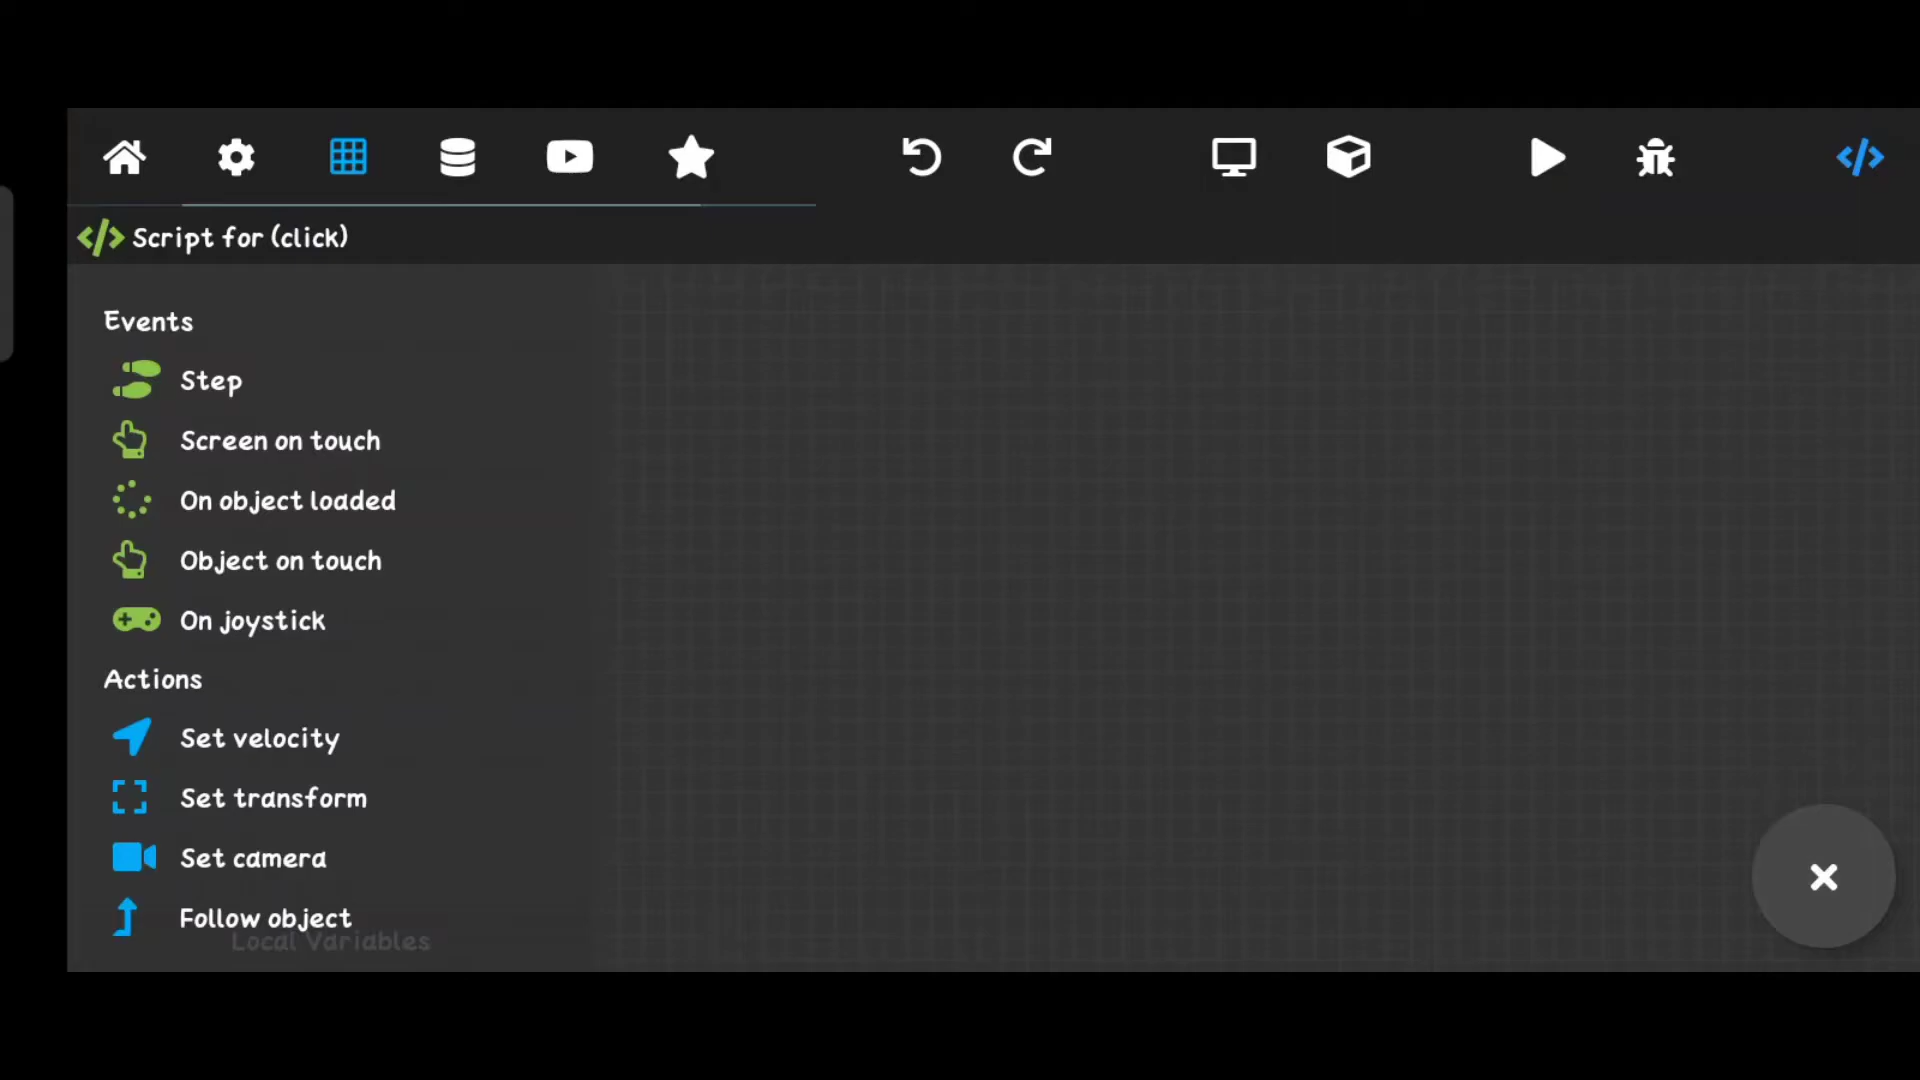 Script for (click)
Events
Step
Screen on touch
On object loaded
Object on touch
On joystick
Actions
Set velocity
Set transform
Set camera
Follow object
Local Variables